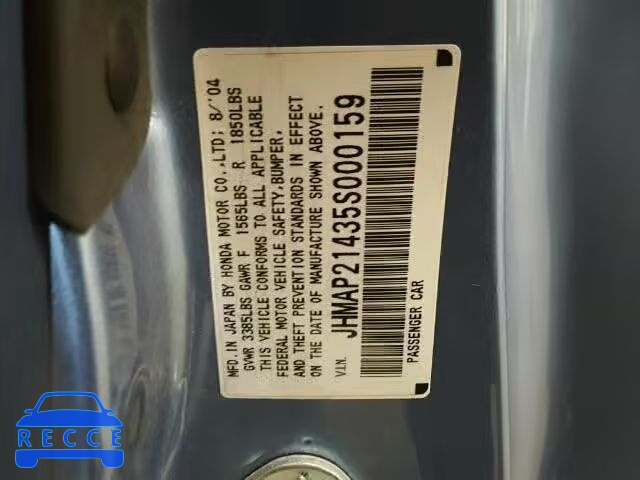 MFD.IN JAPAN BY HONDA MOTOR CO.,LTD; 8/'04
GVWR 3385LBS GAWR F 1565LBS R 1850LBS
THIS VEHICLE CONFORMS TO ALL APPLICABLE
FEDERAL MOTOR VEHICLE SAFETY,BUMPER,
AND THEFT PREVENTION STANDARDS IN EFFECT
ON THE DATE OF MANUFACTURE SHOWN ABOVE.
V.I.N. JHMAP21435S000159
PASSENGER CAR
RECCE